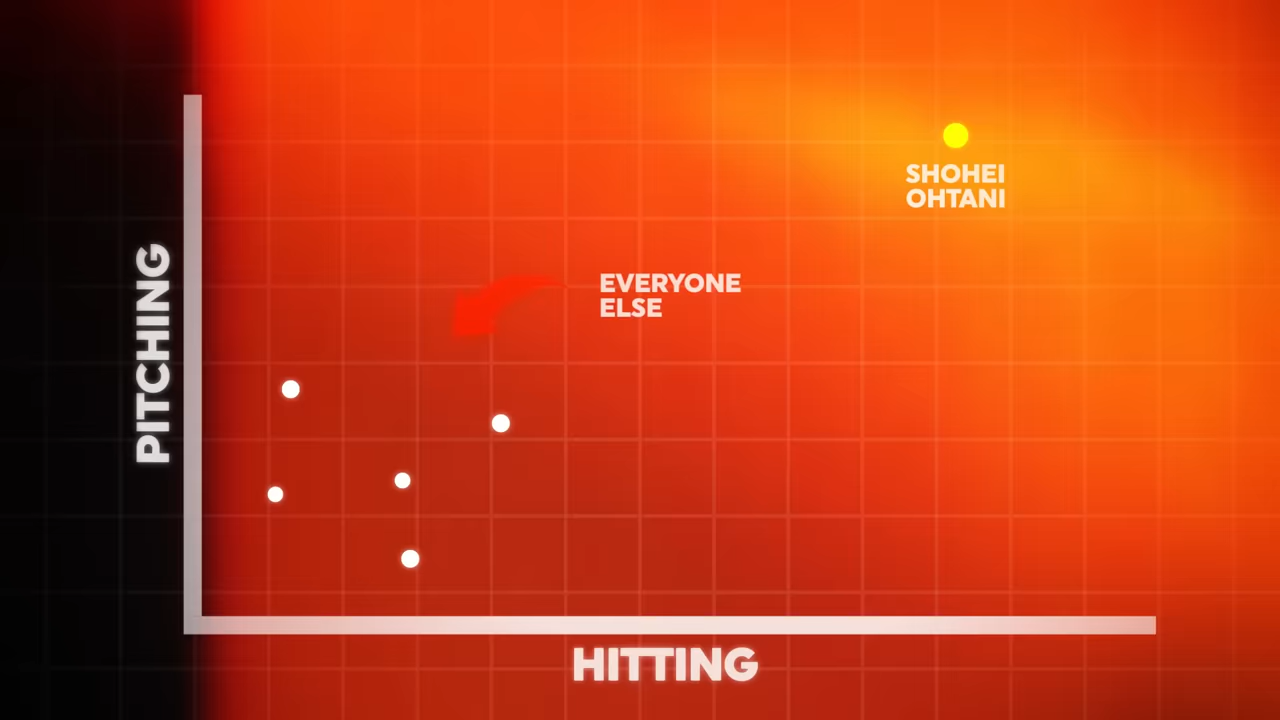 SHOHEI
OHTANI
EVERYONE
ELSE
PITCHING
HITTING